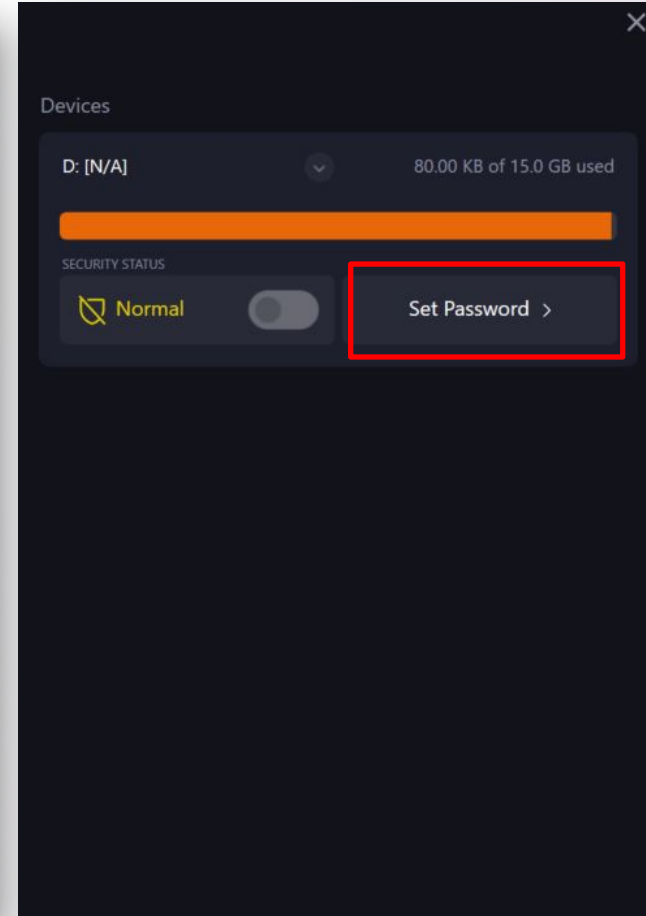 Devices
D: [N/A]
80.00 KB of 15.0 GB used
SECURITY STATUS
Normal
Set Password >